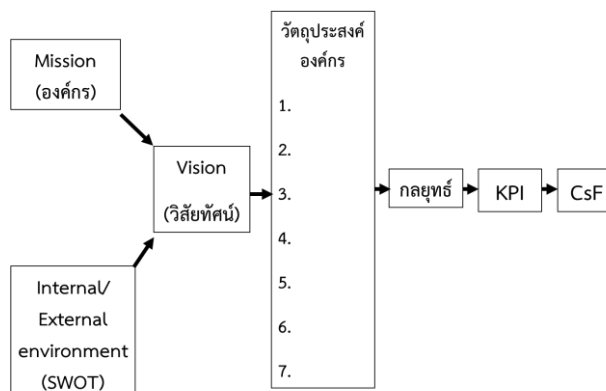 Mission
(องค์กร)
Internal/
External
environment
(SWOT)
Vision
(วิสัยทัศน์)
วัตถุประสงค์
องค์กร
1.
2.
3.
4.
5.
6.
7.
กลยุทธ์
KPI
CsF